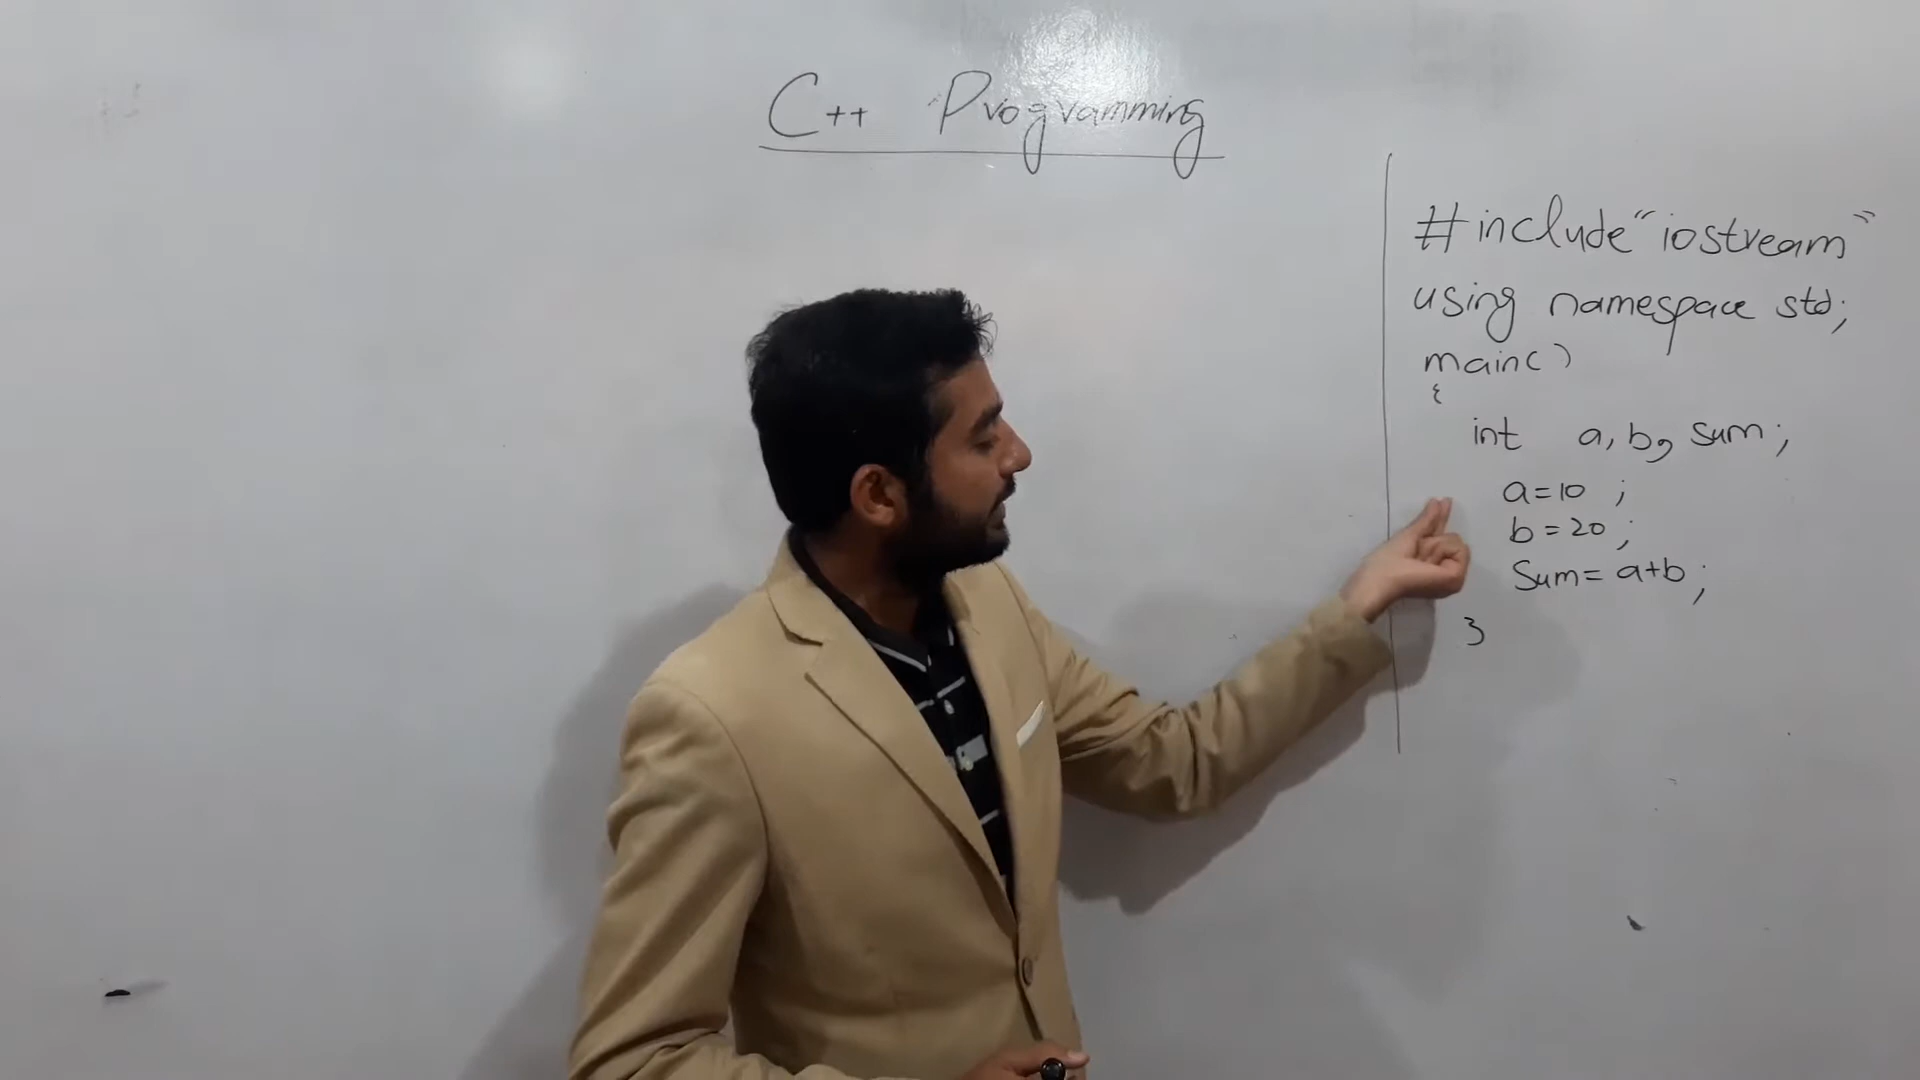 C++ Programming
#include "iostream"
using namespace std;
main()
{
int a, b, sum;
a=10 ;
b=20 ;
Sum= a+b ;
}